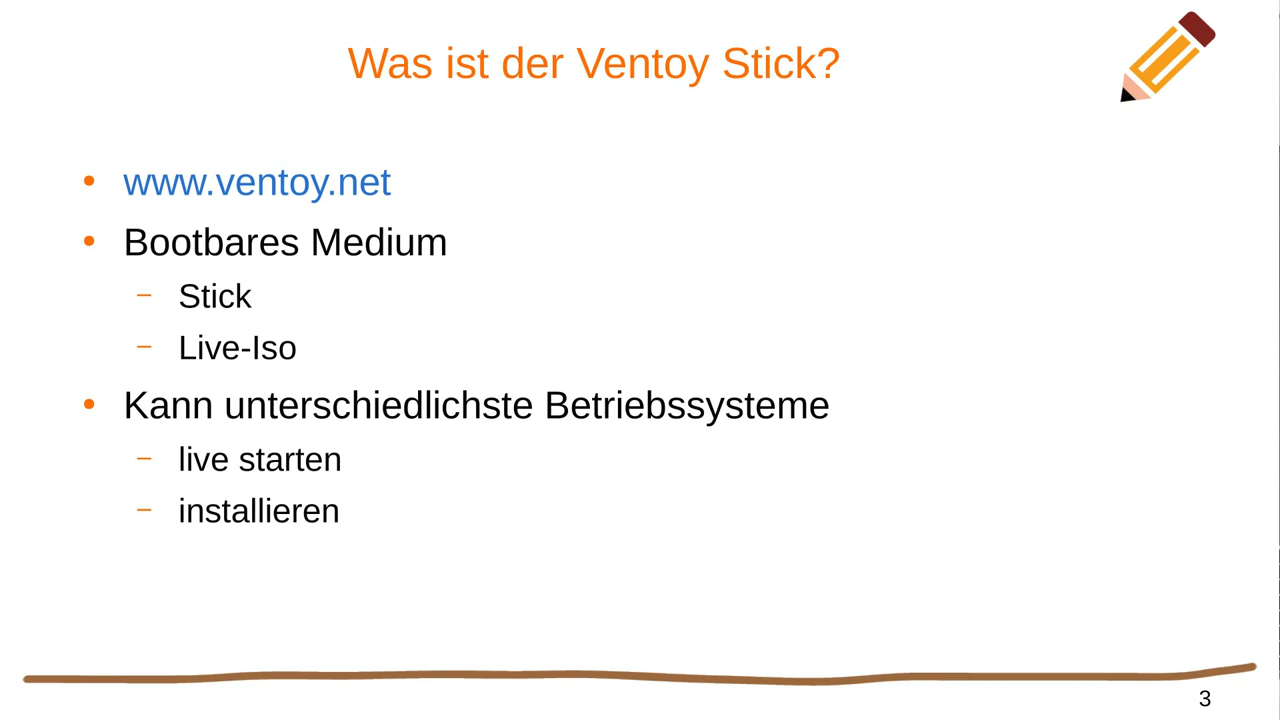 Was ist der Ventoy Stick?
• www.ventoy.net
• Bootbares Medium
– Stick
– Live-Iso
• Kann unterschiedlichste Betriebssysteme
– live starten
– installieren
3